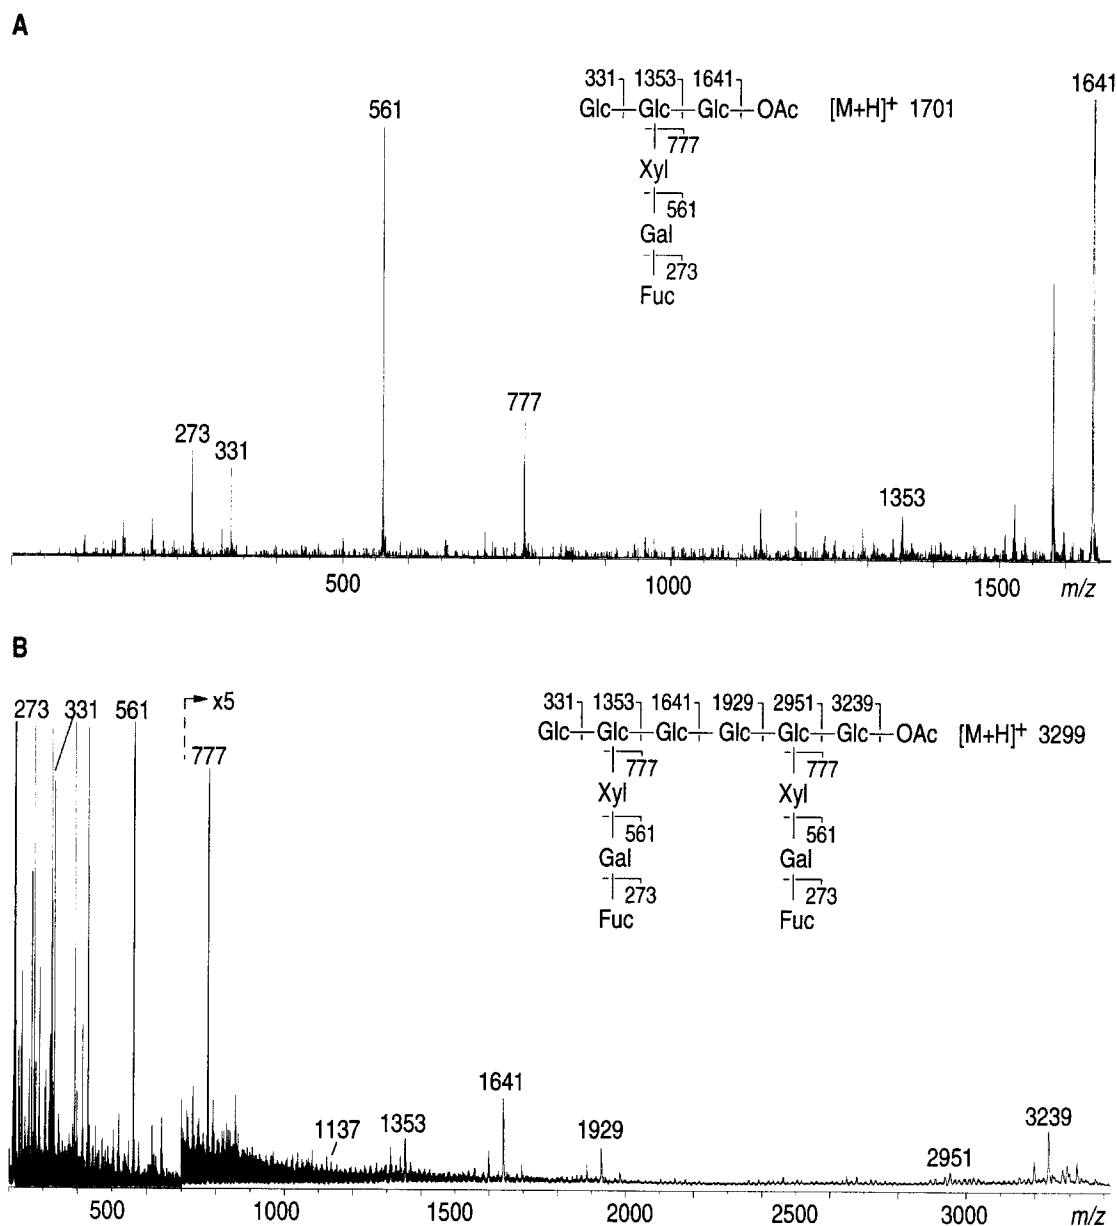 A
331 1353 1641
Glc Glc Glc OAc [M+H]+ 1701
777
Xyl
561
Gal
273
Fuc
561
1641
777
273
331
1353
500 1000 1500 m/z
B
273 331 561
x5
777
331 1353 1641 1929 2951 3239
Glc Glc Glc Glc Glc Glc OAc [M+H]+ 3299
777 777
Xyl Xyl
561 561
Gal Gal
273 273
Fuc Fuc
1137
1353
1641
1929
2951
3239
500 1000 1500 2000 2500 3000 m/z